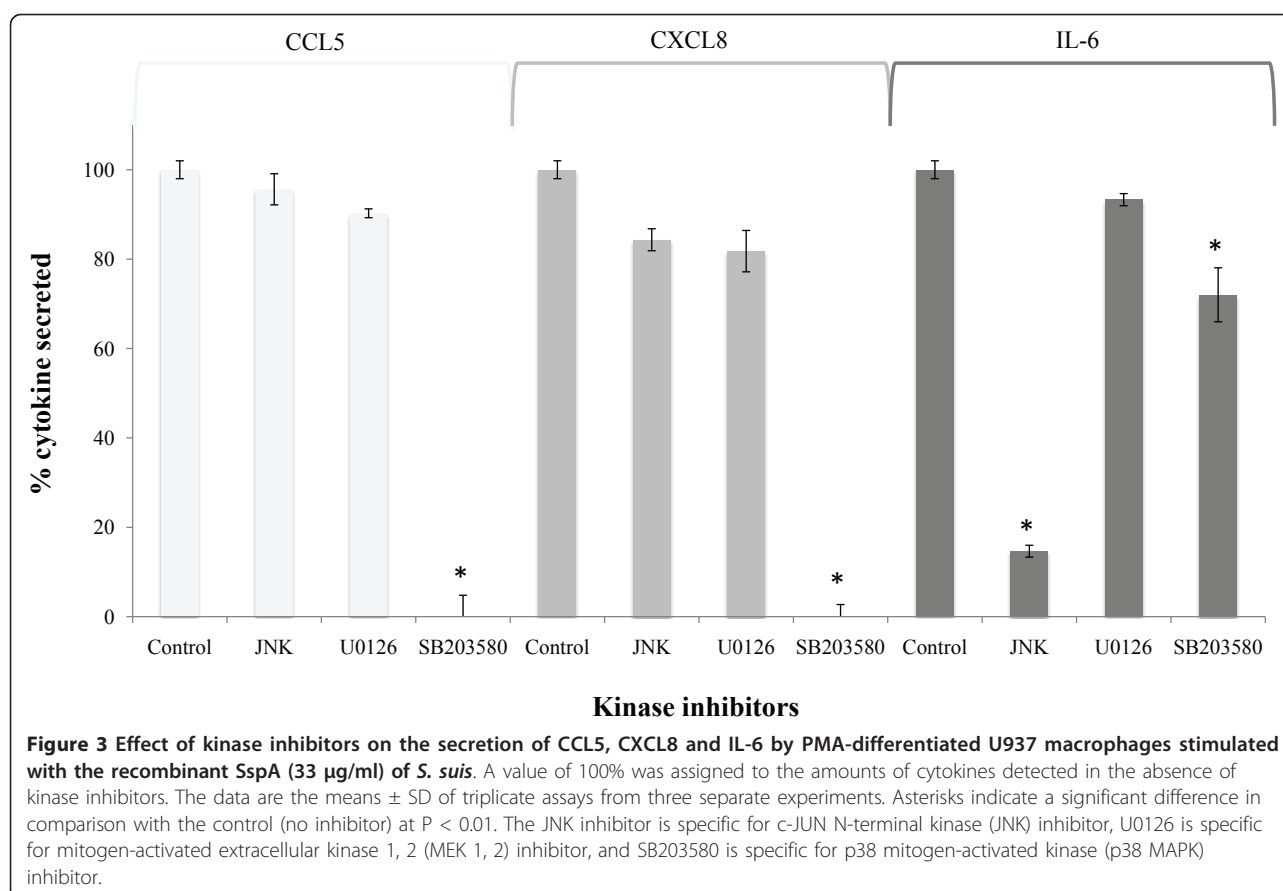 CCL5 CXCL8 IL-6
100
80
60
40
20
0
% cytokine secreted
*
*
*
*
Control JNK U0126 SB203580 Control JNK U0126 SB203580 Control JNK U0126 SB203580
Kinase inhibitors
Figure 3 Effect of kinase inhibitors on the secretion of CCL5, CXCL8 and IL-6 by PMA-differentiated U937 macrophages stimulated
with the recombinant SspA (33 μg/ml) of S. suis. A value of 100% was assigned to the amounts of cytokines detected in the absence of
kinase inhibitors. The data are the means ± SD of triplicate assays from three separate experiments. Asterisks indicate a significant difference in
comparison with the control (no inhibitor) at P < 0.01. The JNK inhibitor is specific for c-JUN N-terminal kinase (JNK) inhibitor, U0126 is specific
for mitogen-activated extracellular kinase 1, 2 (MEK 1, 2) inhibitor, and SB203580 is specific for p38 mitogen-activated kinase (p38 MAPK)
inhibitor.